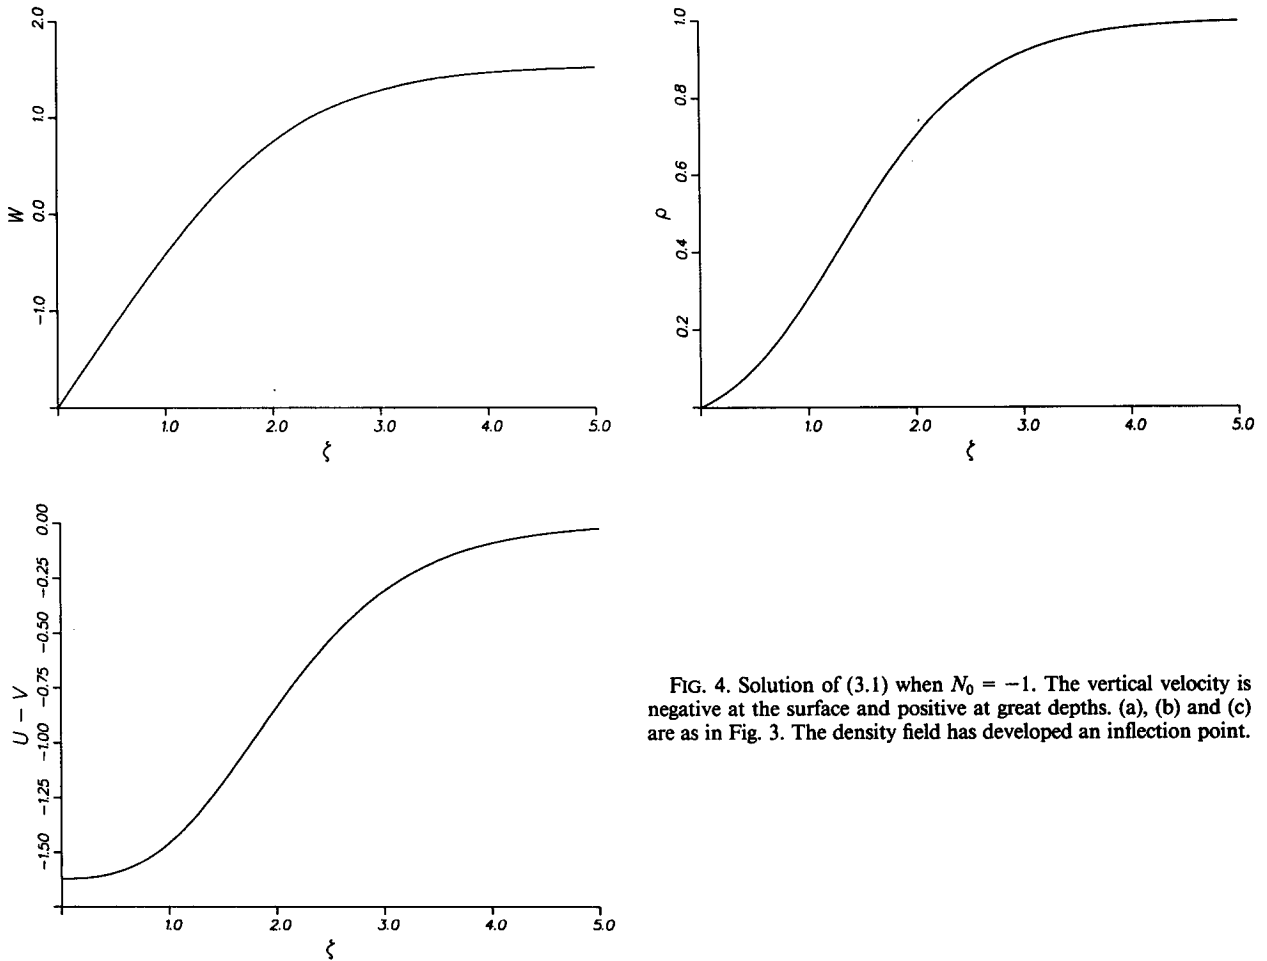 2.0
1.0
0.0
−1.0
W
1.0 2.0 3.0 4.0 5.0
ζ
1.0
0.8
0.6
0.4
0.2
ρ
1.0 2.0 3.0 4.0 5.0
ζ
0.00
−0.25
−0.50
−0.75
−1.00
−1.25
−1.50
U − V
1.0 2.0 3.0 4.0 5.0
ζ
FIG. 4. Solution of (3.1) when N₀ = −1. The vertical velocity is
negative at the surface and positive at great depths. (a), (b) and (c)
are as in Fig. 3. The density field has developed an inflection point.